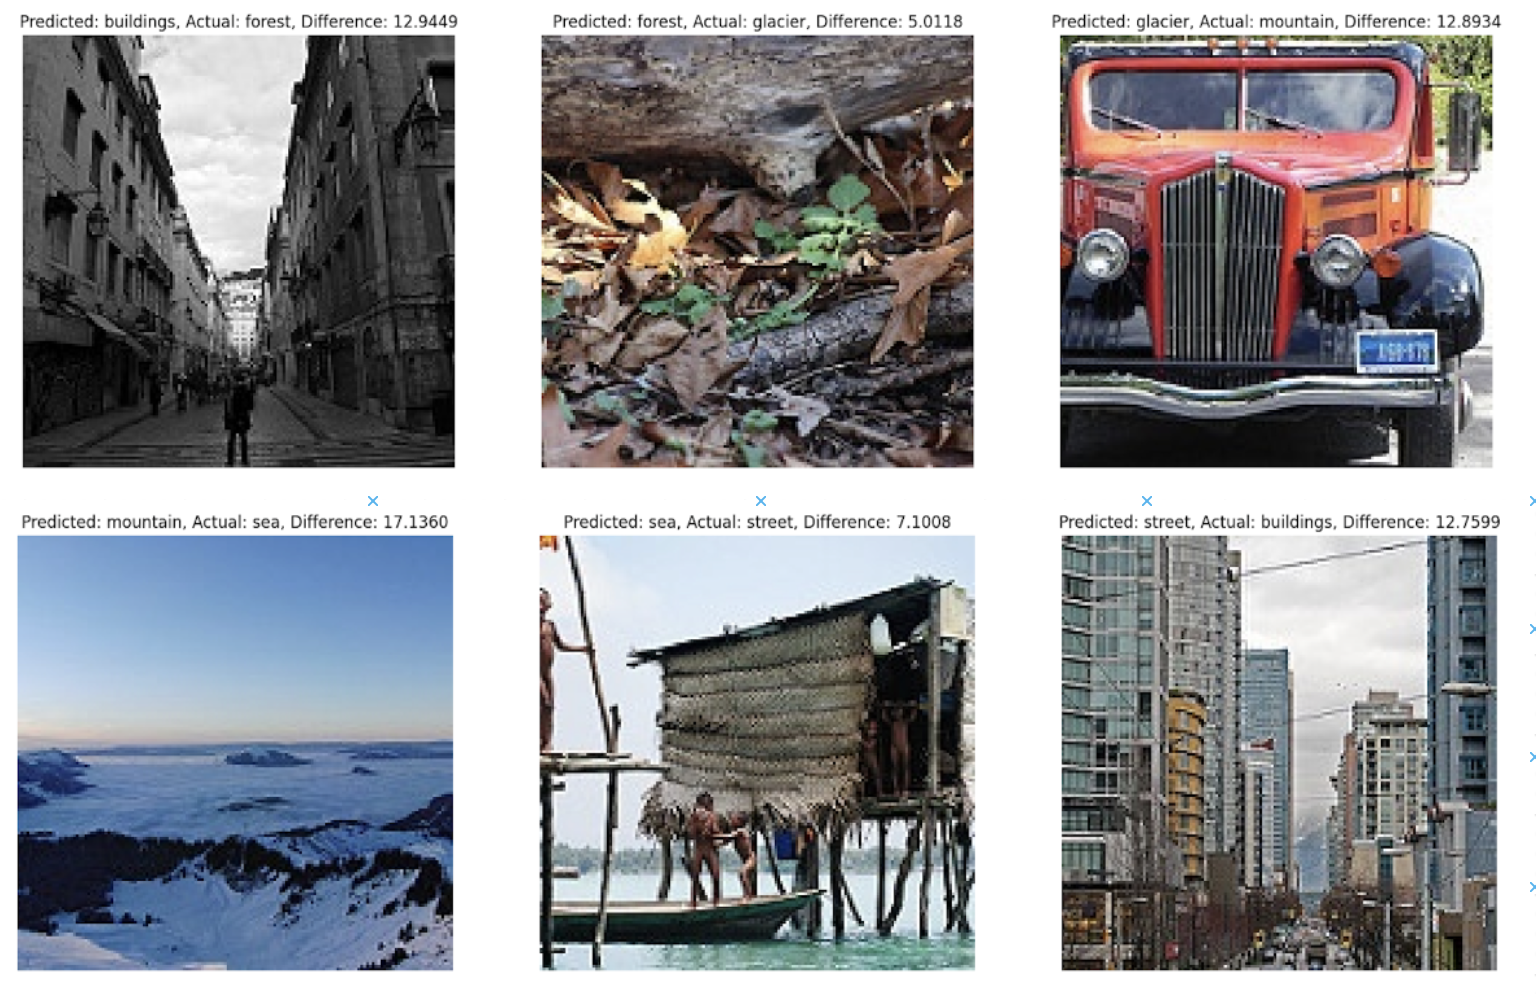 Predicted: buildings, Actual: forest, Difference: 12.9449
Predicted: forest, Actual: glacier, Difference: 5.0118
Predicted: glacier, Actual: mountain, Difference: 12.8934
Predicted: mountain, Actual: sea, Difference: 17.1360
Predicted: sea, Actual: street, Difference: 7.1008
Predicted: street, Actual: buildings, Difference: 12.7599